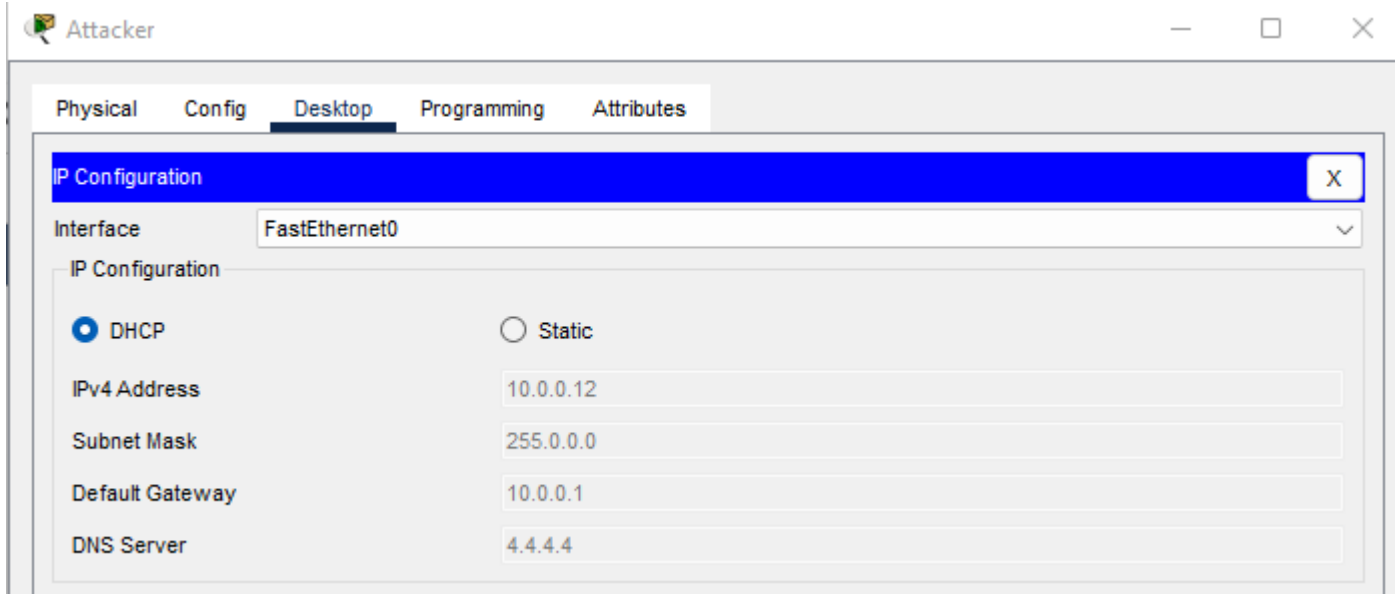 Attacker
Physical Config Desktop Programming Attributes
IP Configuration X
Interface FastEthernet0
IP Configuration
DHCP Static
IPv4 Address 10.0.0.12
Subnet Mask 255.0.0.0
Default Gateway 10.0.0.1
DNS Server 4.4.4.4